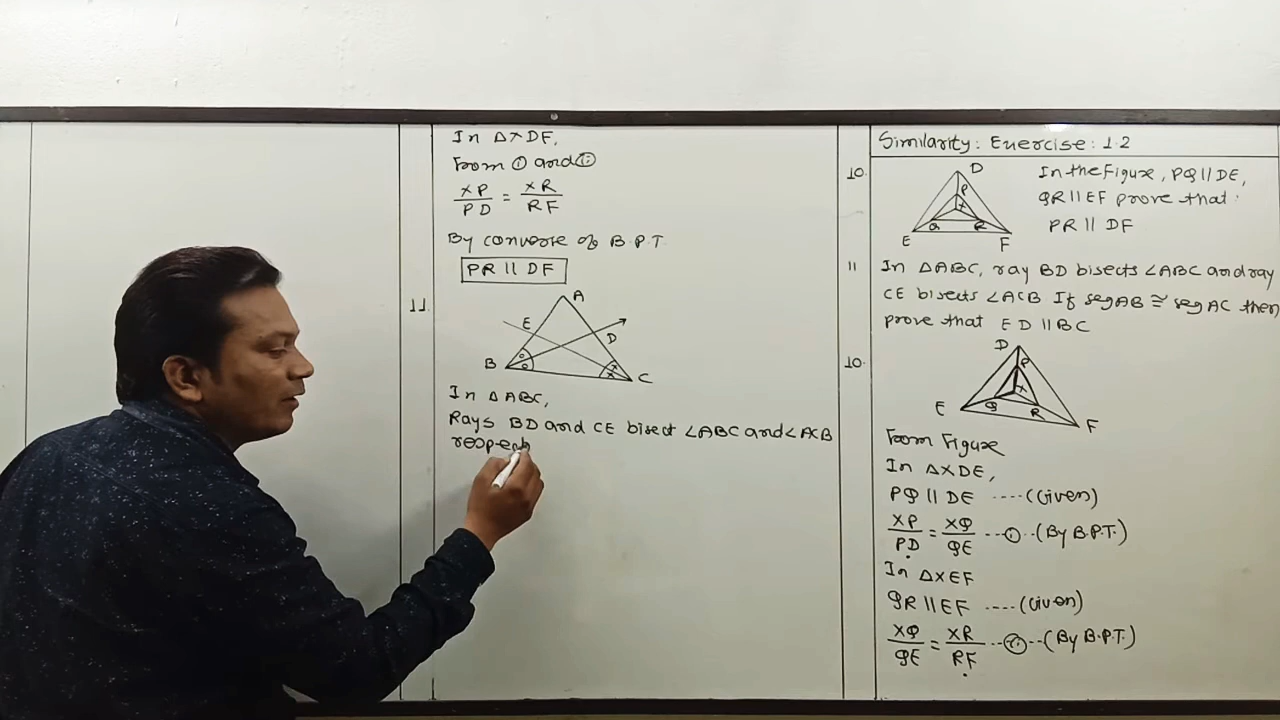 Similarity: Exercise: 1.2
10.
D
P
X
Q
R
E
F
In the Figure, PQ || DE,
QR || EF prove that:
PR || DF
11
In ΔABC, ray BD bisects ∠ABC and ray
CE bisects ∠ACB If seg AB ≅ seg AC then
prove that ED || BC
10.
D
P
X
Q
R
E
F
From Figure
In ΔXDE,
PQ || DE ----(Given)
XP/PD = XQ/QE ---①--(By B.P.T.)
In ΔXEF
QR || EF ----(Given)
XQ/QE = XR/RF ---ⅱ--(By B.P.T.)
In ΔXDF,
From ① and ⅱ
XP/PD = XR/RF
By converse of B.P.T.
PR || DF
11.
A
E
D
B
C
In ΔABC,
Rays BD and CE bisect ∠ABC and ∠ACB
respect